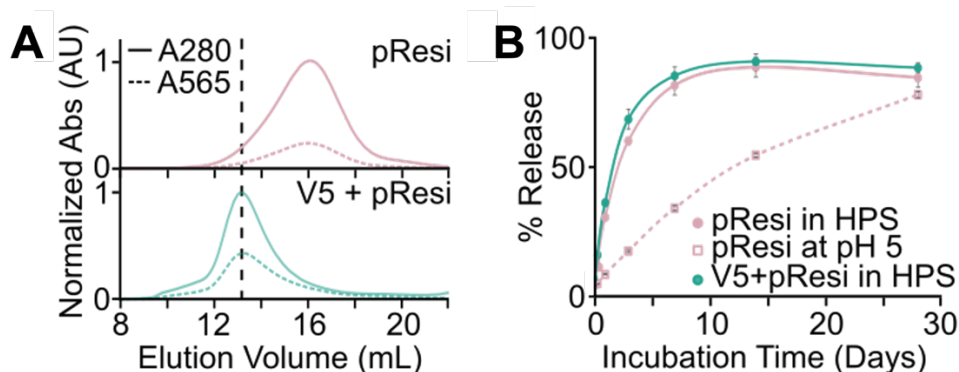 A
Normalized Abs (AU)
1
0
A280
A565
pResi
1
0
V5 + pResi
8
12
16
20
Elution Volume (mL)
B
% Release
100
50
0
pResi in HPS
pResi at pH 5
V5+pResi in HPS
0
10
20
30
Incubation Time (Days)